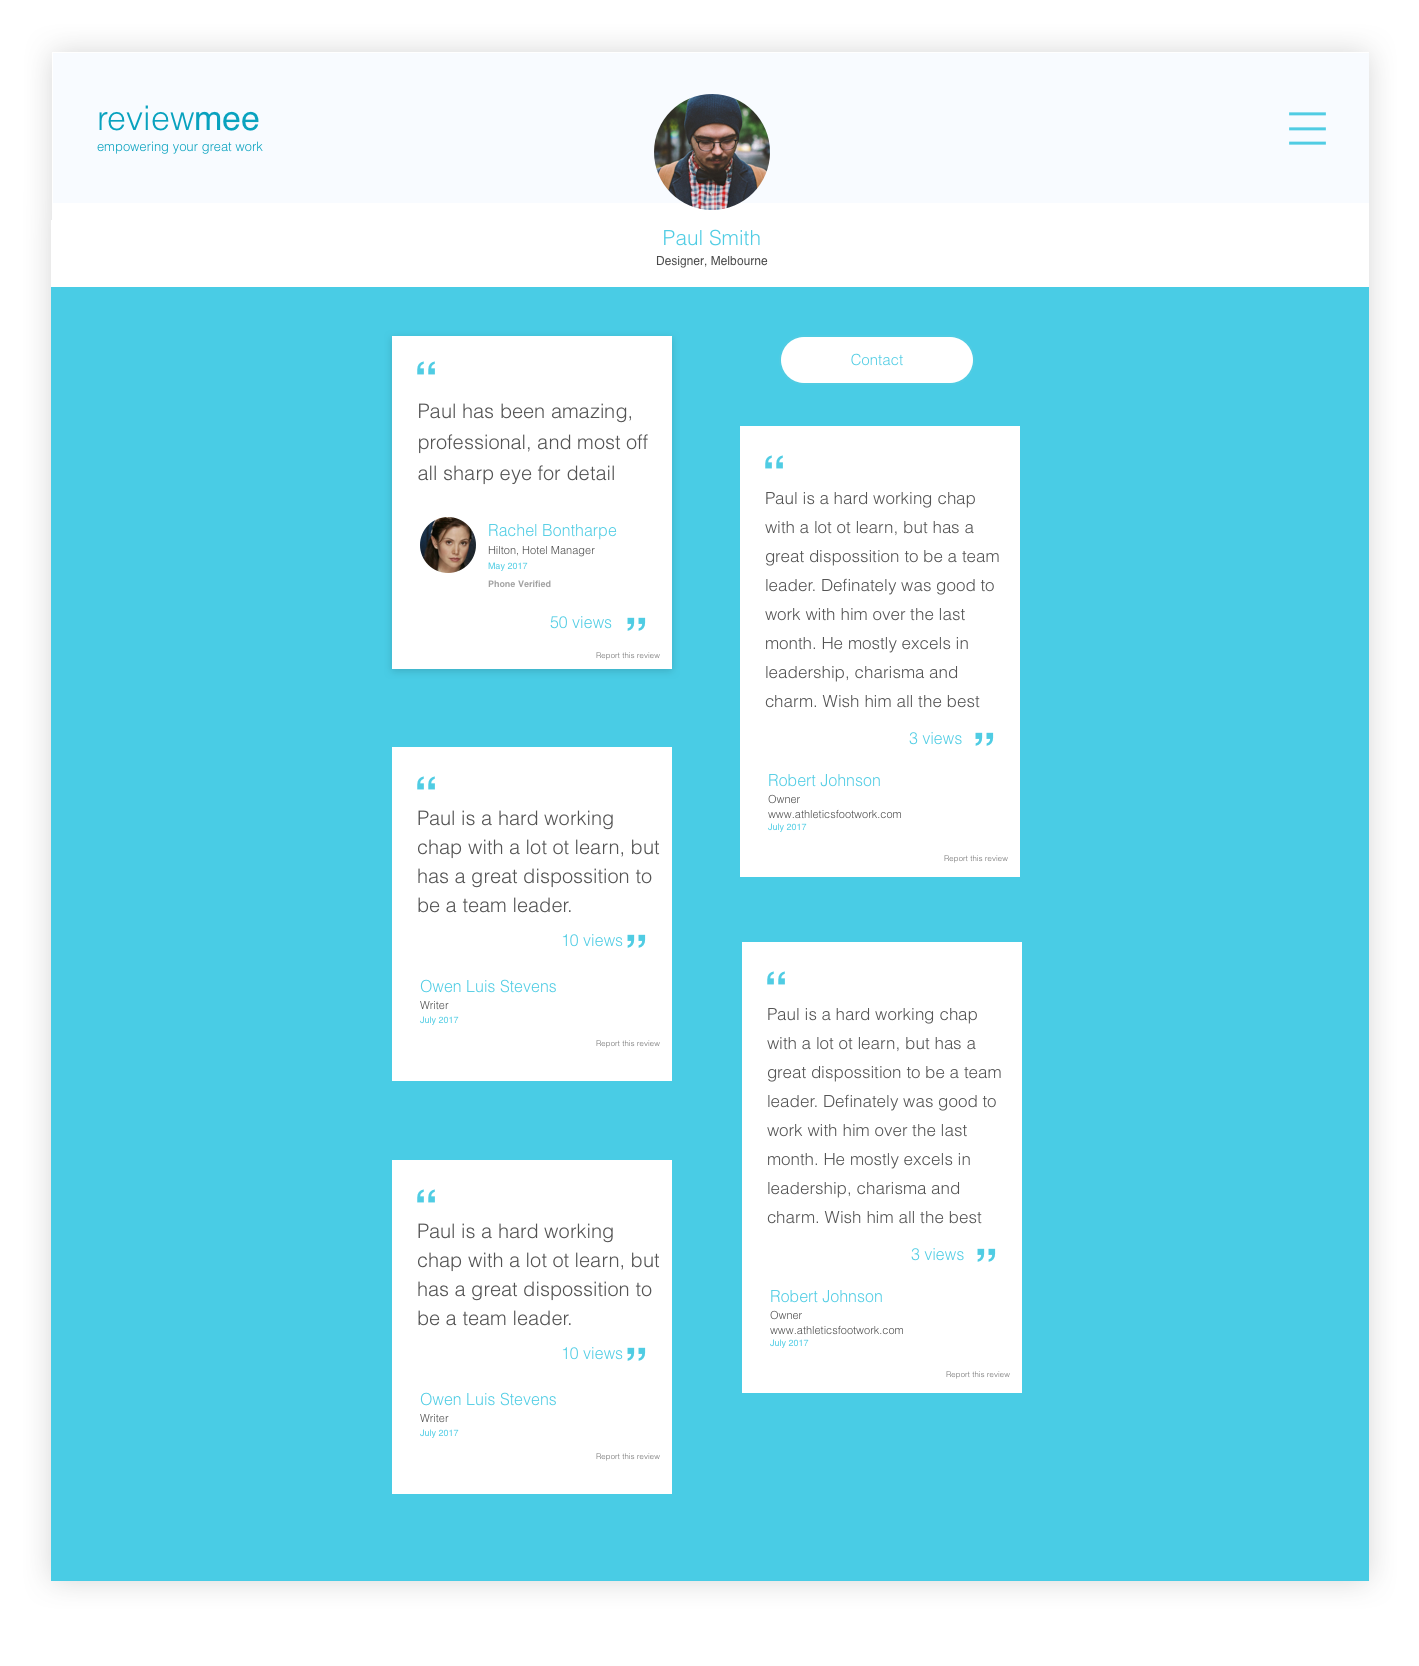 reviewmee
empowering your great work
Paul Smith
Designer, Melbourne
“
Paul has been amazing,
professional, and most off
all sharp eye for detail
Rachel Bontharpe
Hilton, Hotel Manager
May 2017
Phone Verified
50 views ”
Report this review
“
Paul is a hard working
chap with a lot ot learn, but
has a great dispossition to
be a team leader.
10 views ”
Owen Luis Stevens
Writer
July 2017
Report this review
“
Paul is a hard working
chap with a lot ot learn, but
has a great dispossition to
be a team leader.
10 views ”
Owen Luis Stevens
Writer
July 2017
Report this review
Contact
“
Paul is a hard working chap
with a lot ot learn, but has a
great dispossition to be a team
leader. Definately was good to
work with him over the last
month. He mostly excels in
leadership, charisma and
charm. Wish him all the best
3 views ”
Robert Johnson
Owner
www.athleticsfootwork.com
July 2017
Report this review
“
Paul is a hard working chap
with a lot ot learn, but has a
great dispossition to be a team
leader. Definately was good to
work with him over the last
month. He mostly excels in
leadership, charisma and
charm. Wish him all the best
3 views ”
Robert Johnson
Owner
www.athleticsfootwork.com
July 2017
Report this review